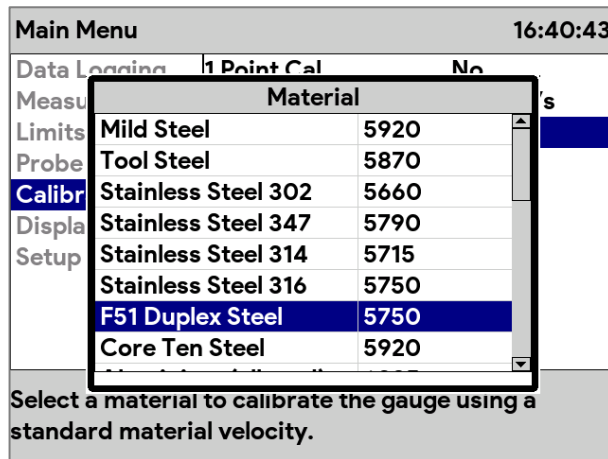 Main Menu 16:40:43
Data Logging 1 Point Cal No
Measu 's
Limits
Probe
Calibr
Displa
Setup
Material
Mild Steel 5920
Tool Steel 5870
Stainless Steel 302 5660
Stainless Steel 347 5790
Stainless Steel 314 5715
Stainless Steel 316 5750
F51 Duplex Steel 5750
Core Ten Steel 5920
Select a material to calibrate the gauge using a
standard material velocity.